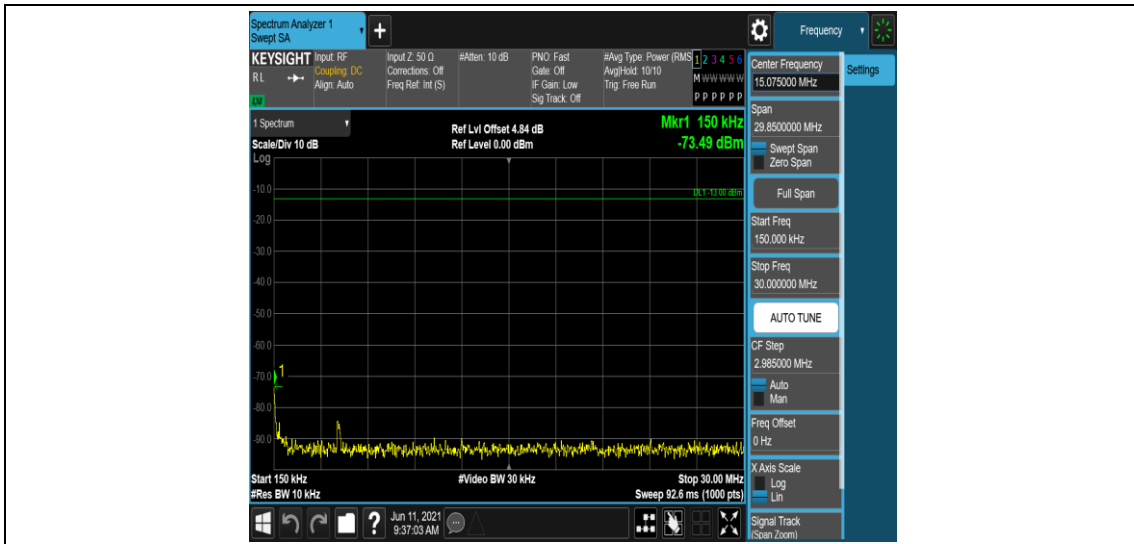 Spectrum Analyzer 1
Swept SA
+
Frequency
KEYSIGHT
RL
LXI
Input: RF
Coupling: DC
Align: Auto
Input Z: 50 Ω
Corrections: Off
Freq Ref: Int (S)
#Atten: 10 dB
PNO: Fast
Gate: Off
IF Gain: Low
Sig Track: Off
#Avg Type: Power (RMS
Avg|Hold: 10/10
Trig: Free Run
1 2 3 4 5 6
M W W W W W
P P P P P P
1 Spectrum
Scale/Div 10 dB
Log
Ref Lvl Offset 4.84 dB
Ref Level 0.00 dBm
Mkr1 150 kHz
-73.49 dBm
DL1 -13.00 dBm
-10.0
-20.0
-30.0
-40.0
-50.0
-60.0
-70.0
1
-80.0
-90.0
Start 150 kHz
#Res BW 10 kHz
#Video BW 30 kHz
Stop 30.00 MHz
Sweep 92.6 ms (1000 pts)
Jun 11, 2021
9:37:03 AM
?
Center Frequency
15.075000 MHz
Settings
Span
29.8500000 MHz
Swept Span
Zero Span
Full Span
Start Freq
150.000 kHz
Stop Freq
30.000000 MHz
AUTO TUNE
CF Step
2.985000 MHz
Auto
Man
Freq Offset
0 Hz
X Axis Scale
Log
Lin
Signal Track
(Span Zoom)